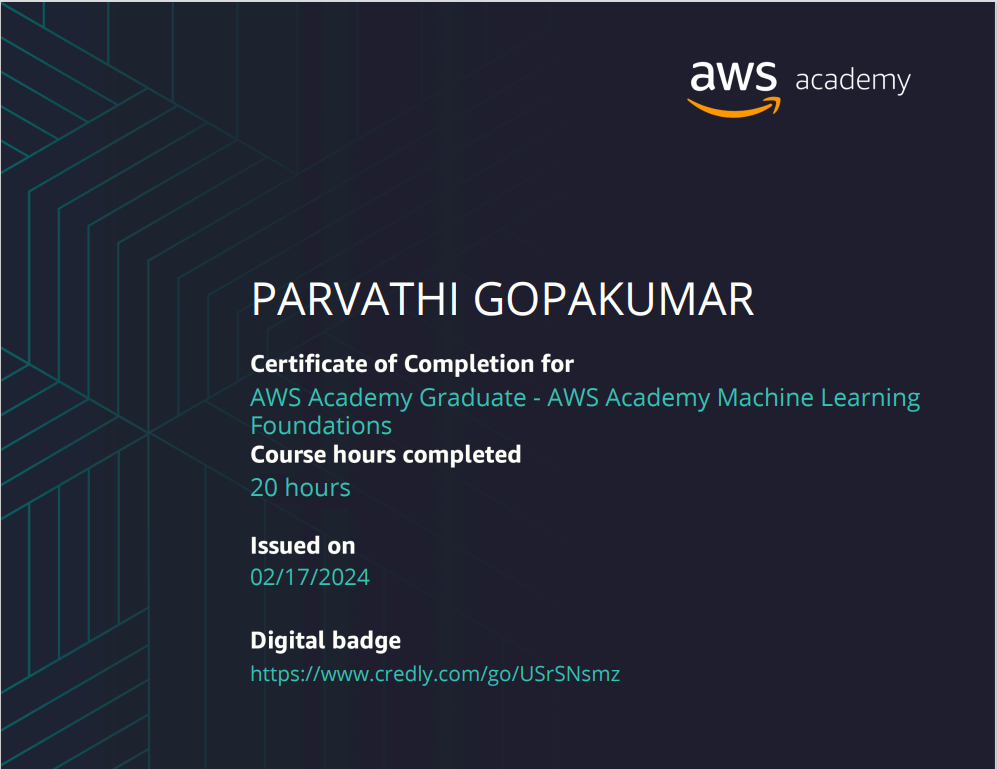 aws academy
PARVATHI GOPAKUMAR
Certificate of Completion for
AWS Academy Graduate - AWS Academy Machine Learning
Foundations
Course hours completed
20 hours
Issued on
02/17/2024
Digital badge
https://www.credly.com/go/USrSNsmz